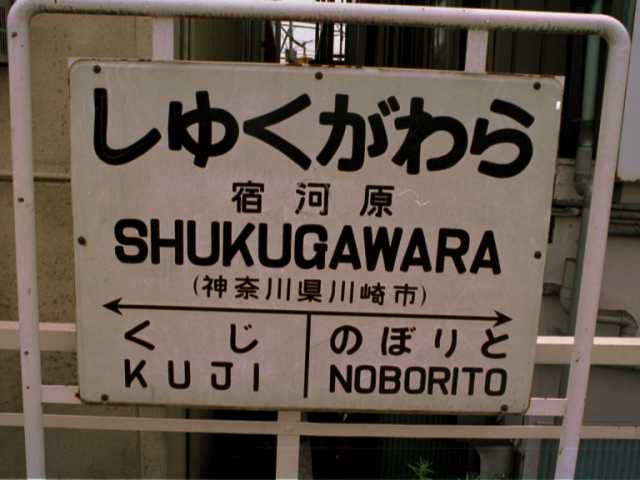 しゅくがわら
宿河原
SHUKUGAWARA
(神奈川県川崎市)
くじ のぼりと
KUJI NOBORITO